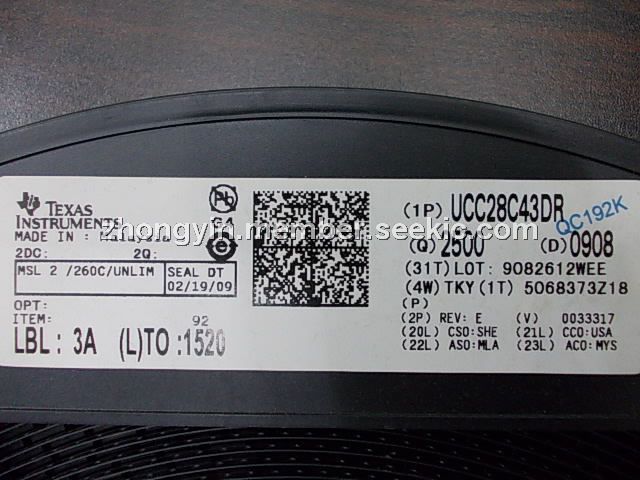 TEXAS
INSTRUMENTS
MADE IN :
2DC: 2Q:
MSL 2 /260C/UNLIM
SEAL DT
02/19/09
OPT:
ITEM:
92
LBL: 3A (L)TO:1520
Pb
G4
(1P) UCC28C43DR
QC192K
(Q) 2500 (D) 0908
(31T)LOT: 9082612WEE
(4W)TKY(1T) 5068373Z18
(P)
(2P) REV: E (V) 0033317
(20L) CSO:SHE (21L) CCO:USA
(22L) ASO:MLA (23L) ACO:MYS
zhongyin.member.seekic.com